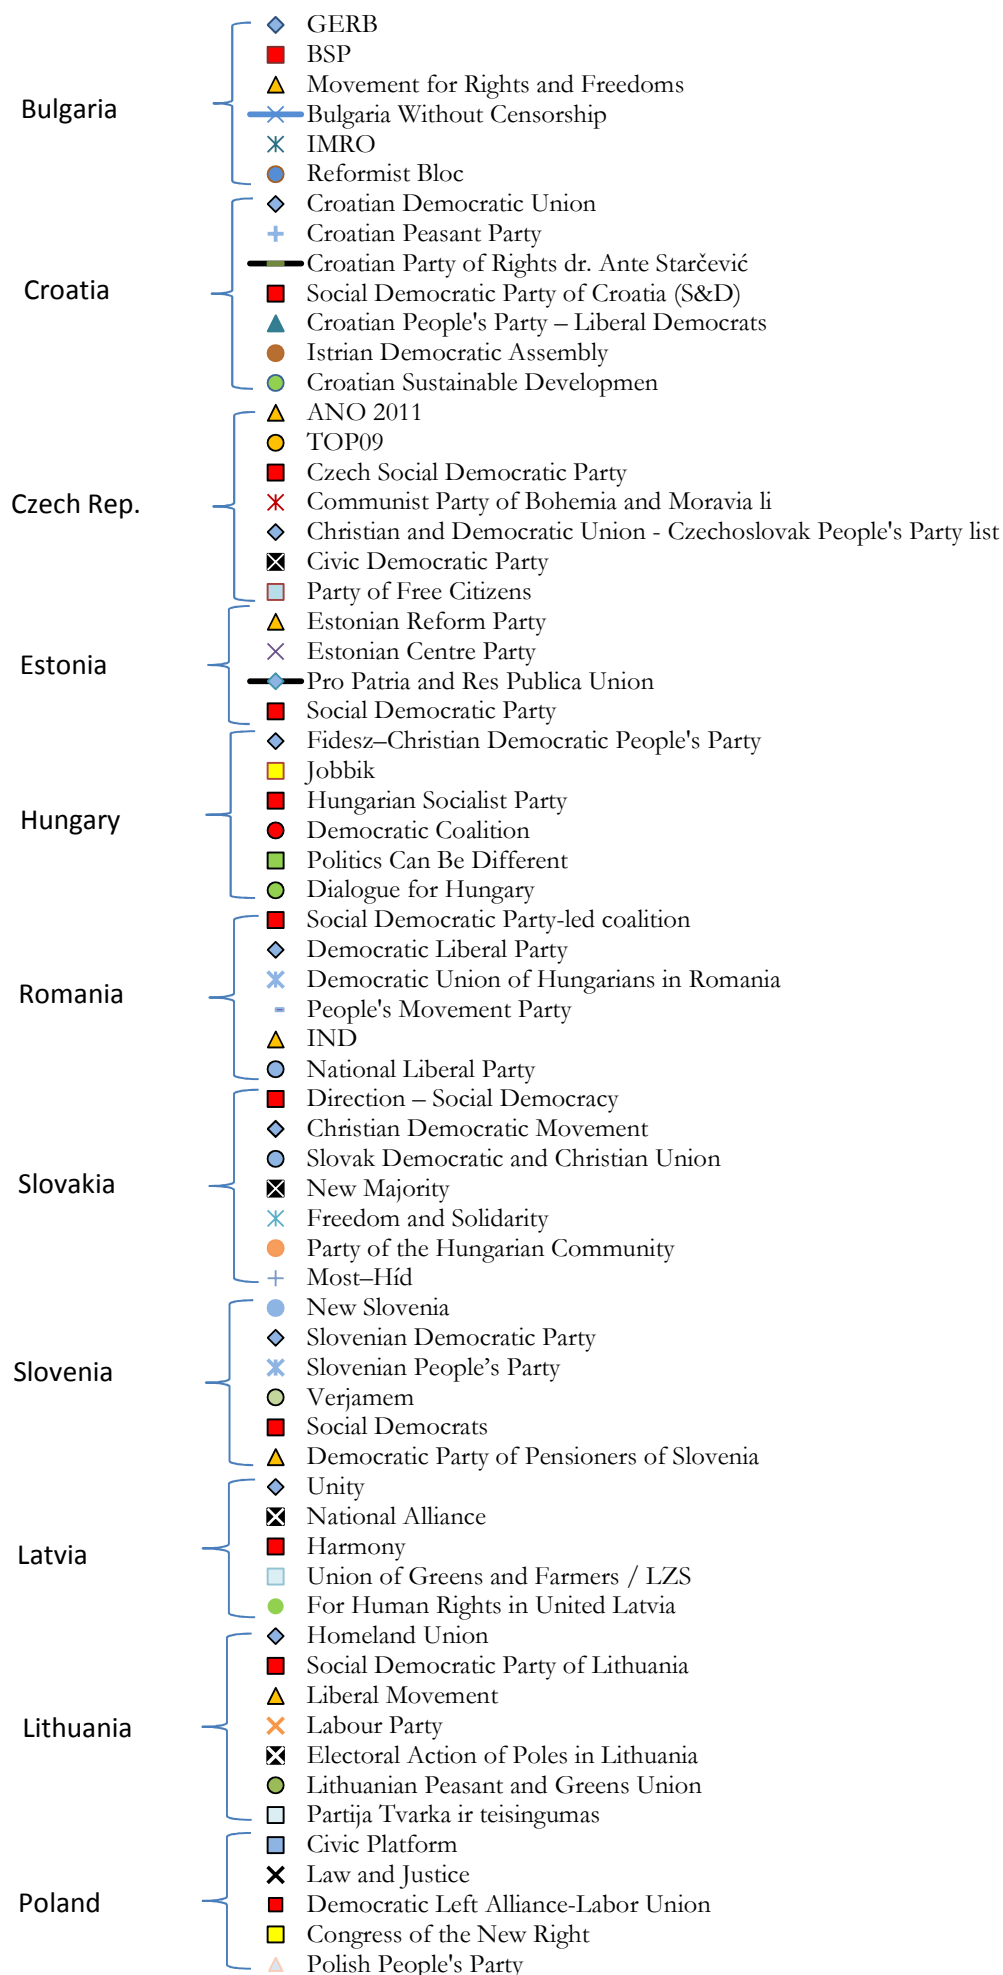 GERB
BSP
Movement for Rights and Freedoms
Bulgaria
Bulgaria Without Censorship
IMRO
Reformist Bloc
Croatian Democratic Union
Croatian Peasant Party
Croatian Party of Rights dr. Ante Starčević
Croatia
Social Democratic Party of Croatia (S&D)
Croatian People's Party – Liberal Democrats
Istrian Democratic Assembly
Croatian Sustainable Developmen
ANO 2011
TOP09
Czech Social Democratic Party
Czech Rep.
Communist Party of Bohemia and Moravia li
Christian and Democratic Union - Czechoslovak People's Party list
Civic Democratic Party
Party of Free Citizens
Estonian Reform Party
Estonia
Estonian Centre Party
Pro Patria and Res Publica Union
Social Democratic Party
Fidesz–Christian Democratic People's Party
Jobbik
Hungarian Socialist Party
Hungary
Democratic Coalition
Politics Can Be Different
Dialogue for Hungary
Social Democratic Party-led coalition
Democratic Liberal Party
Democratic Union of Hungarians in Romania
Romania
People's Movement Party
IND
National Liberal Party
Direction – Social Democracy
Christian Democratic Movement
Slovak Democratic and Christian Union
Slovakia
New Majority
Freedom and Solidarity
Party of the Hungarian Community
Most–Híd
New Slovenia
Slovenian Democratic Party
Slovenia
Slovenian People’s Party
Verjamem
Social Democrats
Democratic Party of Pensioners of Slovenia
Unity
National Alliance
Latvia
Harmony
Union of Greens and Farmers / LZS
For Human Rights in United Latvia
Homeland Union
Social Democratic Party of Lithuania
Liberal Movement
Lithuania
Labour Party
Electoral Action of Poles in Lithuania
Lithuanian Peasant and Greens Union
Partija Tvarka ir teisingumas
Civic Platform
Law and Justice
Poland
Democratic Left Alliance-Labor Union
Congress of the New Right
Polish People's Party